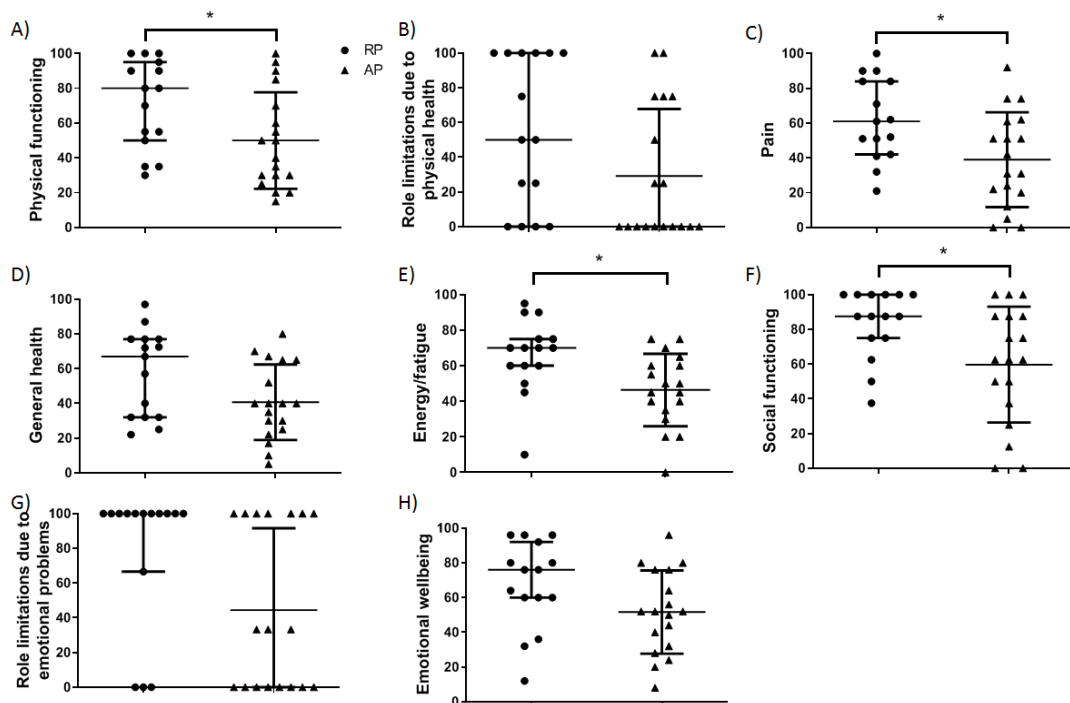 A)
*
RP
AP
Physical functioning
100
80
60
40
20
0
B)
Role limitations due to
physical health
100
80
60
40
20
0
C)
*
Pain
100
80
60
40
20
0
D)
General health
100
80
60
40
20
0
E)
*
Energy/fatigue
100
80
60
40
20
0
F)
*
Social functioning
100
80
60
40
20
0
G)
Role limitations due to
emotional problems
100
80
60
40
20
0
H)
Emotional wellbeing
100
80
60
40
20
0